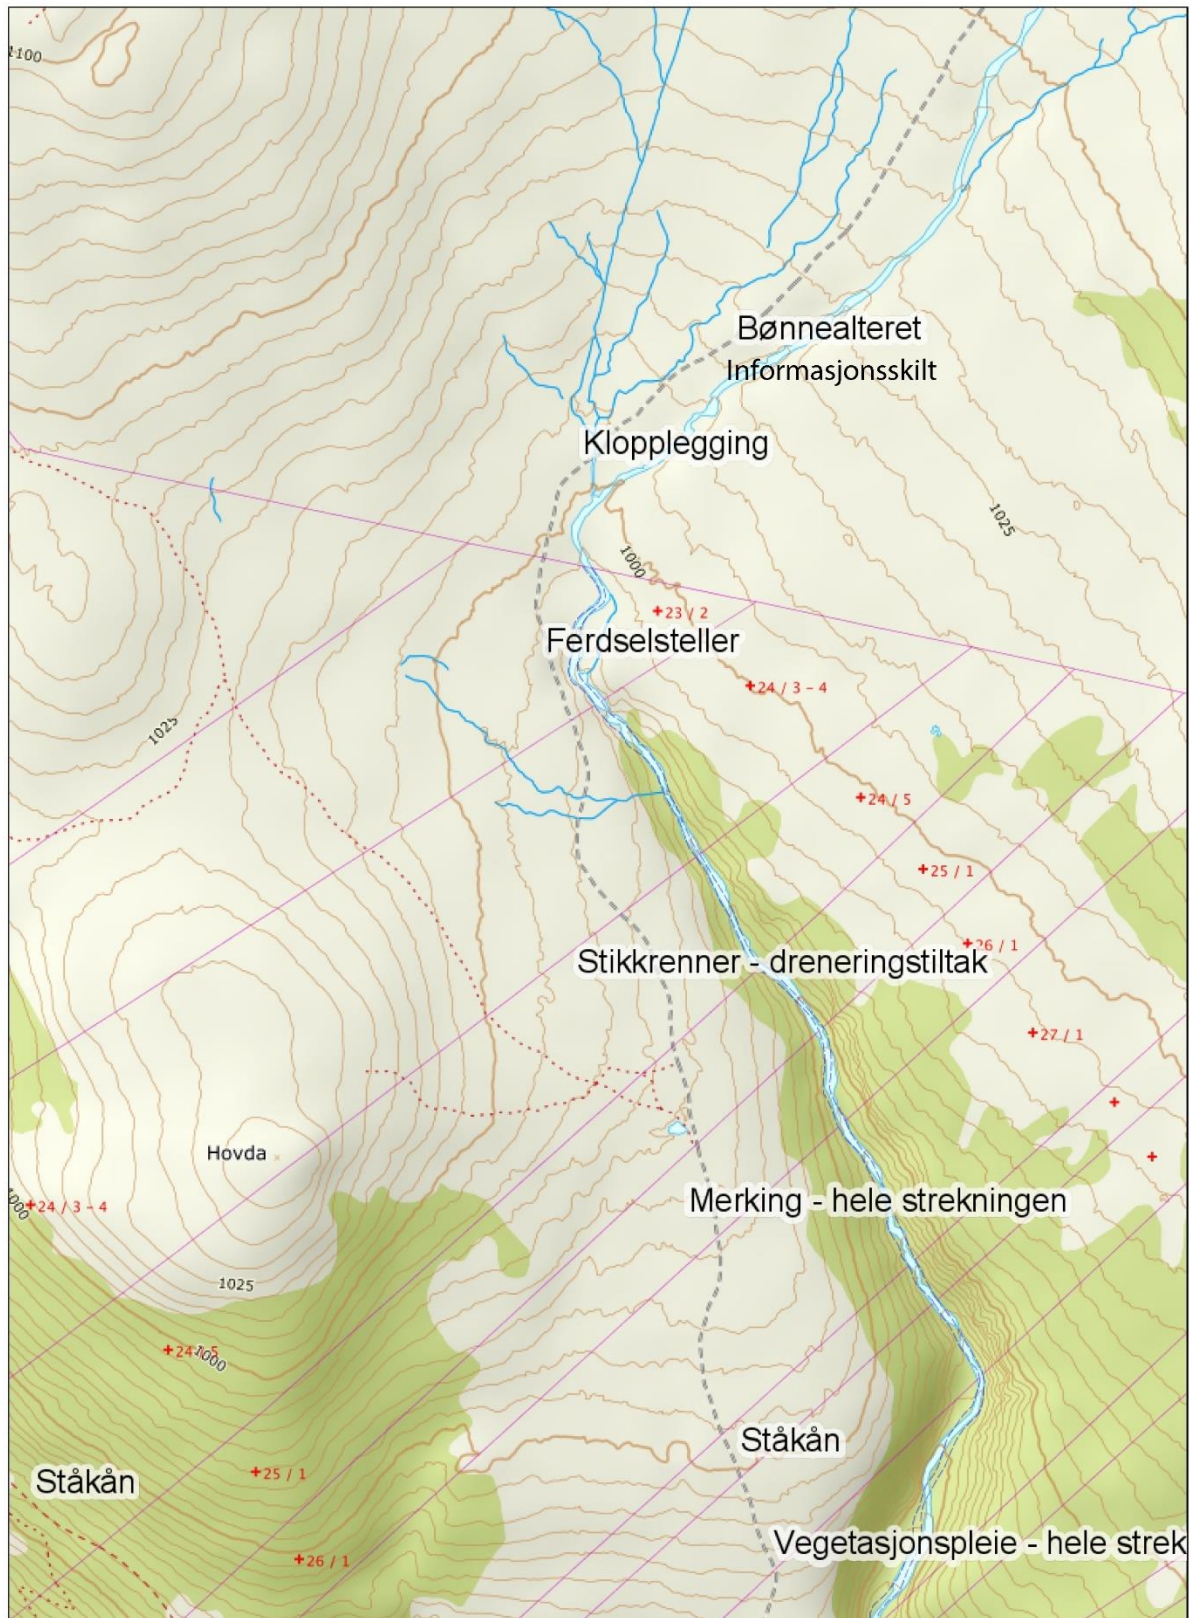 1100
Bønnealteret
Informasjonsskilt
Klopplegging
1025
1000
23 / 2
Ferdselsteller
24 / 3 - 4
1025
24 / 5
25 / 1
26 / 1
Stikkrenner - dreneringstiltak
27 / 1
Hovda
Merking - hele strekningen
1000
24 / 3 - 4
1025
24 / 5
1000
Ståkån
25 / 1
Ståkån
Vegetasjonspleie - hele strek
26 / 1